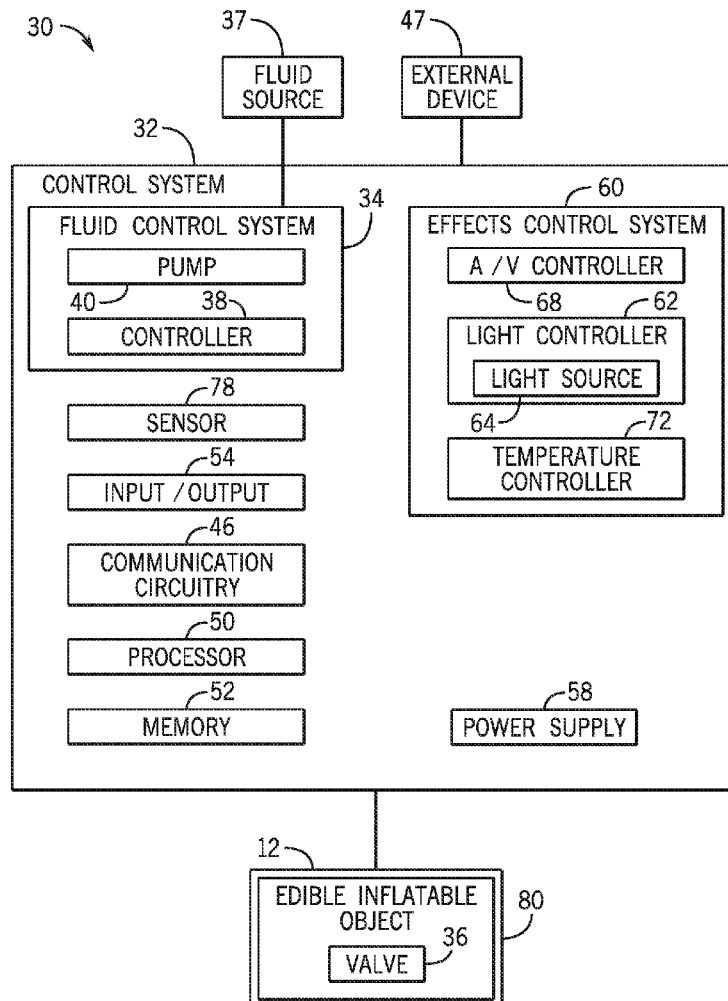 30
37
FLUID
SOURCE
47
EXTERNAL
DEVICE
32
CONTROL SYSTEM
34
FLUID CONTROL SYSTEM
PUMP
40
38
CONTROLLER
78
SENSOR
54
INPUT / OUTPUT
46
COMMUNICATION
CIRCUITRY
50
PROCESSOR
52
MEMORY
60
EFFECTS CONTROL SYSTEM
A / V CONTROLLER
68
62
LIGHT CONTROLLER
LIGHT SOURCE
64
72
TEMPERATURE
CONTROLLER
58
POWER SUPPLY
12
EDIBLE INFLATABLE
OBJECT
36
VALVE
80